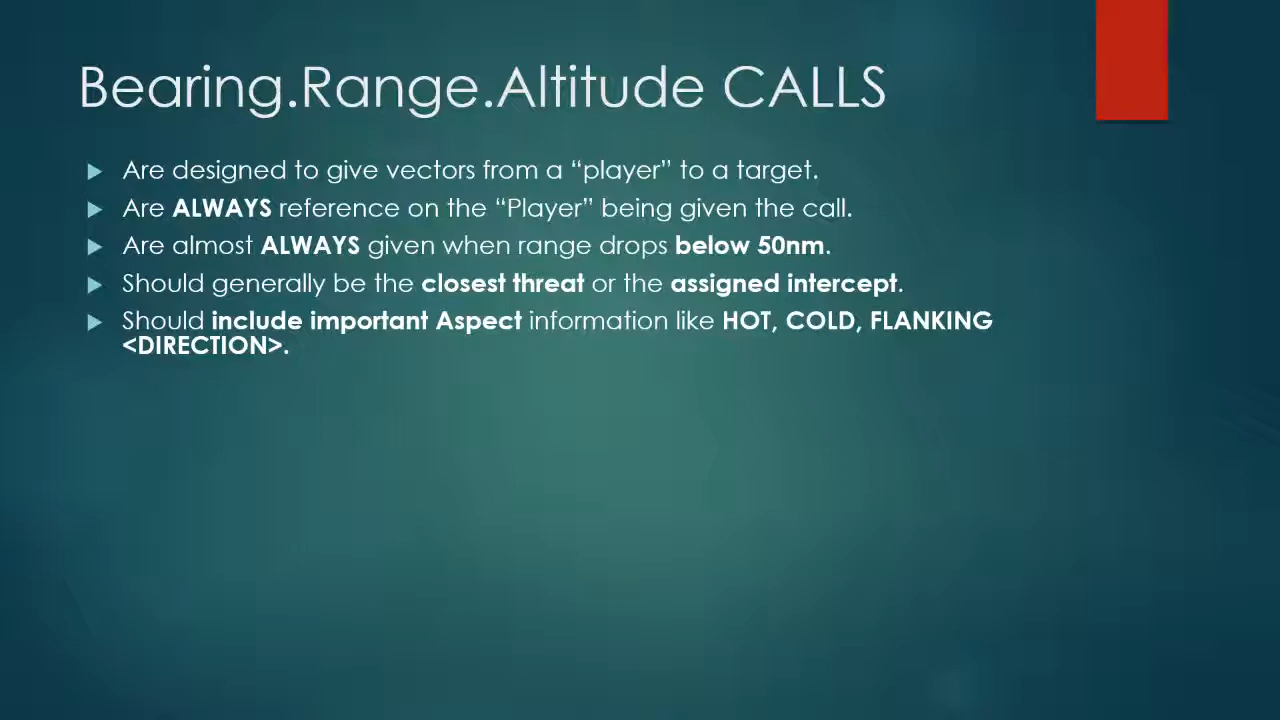 Bearing.Range.Altitude CALLS
Are designed to give vectors from a “player” to a target.
Are ALWAYS reference on the “Player” being given the call.
Are almost ALWAYS given when range drops below 50nm.
Should generally be the closest threat or the assigned intercept.
Should include important Aspect information like HOT, COLD, FLANKING
<DIRECTION>.